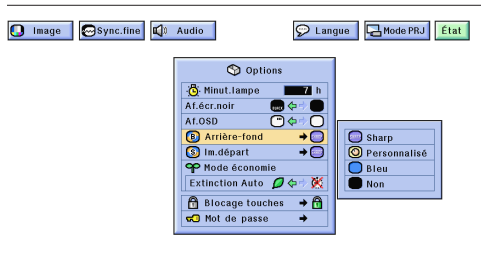 Image Sync.fine Audio Langue Mode PRJ État
Options
Minut.lampe 7 h
Af.écr.noir
Af.OSD
Arrière-fond
Im.départ
Mode économie
Extinction Auto
Blocage touches
Mot de passe
Sharp
Personnalisé
Bleu
Non